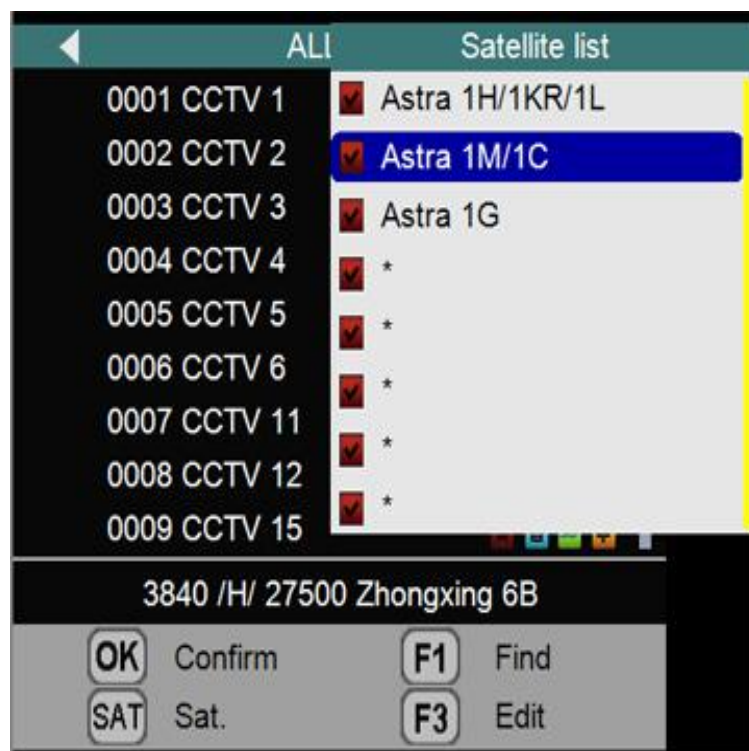 ALL
Satellite list
0001 CCTV 1
0002 CCTV 2
0003 CCTV 3
0004 CCTV 4
0005 CCTV 5
0006 CCTV 6
0007 CCTV 11
0008 CCTV 12
0009 CCTV 15
Astra 1H/1KR/1L
Astra 1M/1C
Astra 1G
*
*
*
*
*
3840 /H/ 27500 Zhongxing 6B
OK Confirm
F1 Find
SAT Sat.
F3 Edit